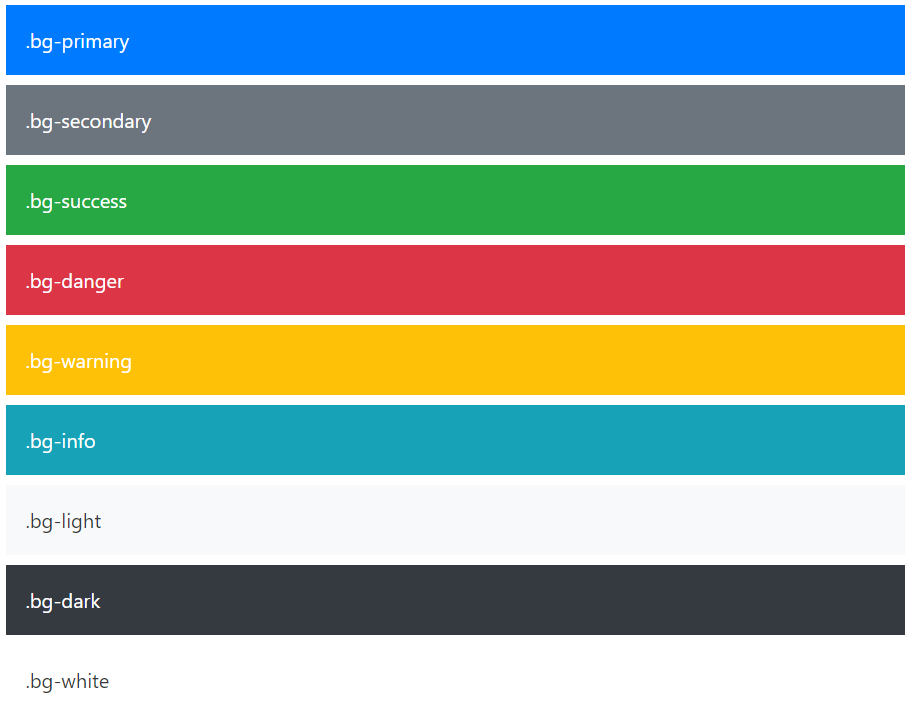 .bg-primary
.bg-secondary
.bg-success
.bg-danger
.bg-warning
.bg-info
.bg-light
.bg-dark
.bg-white